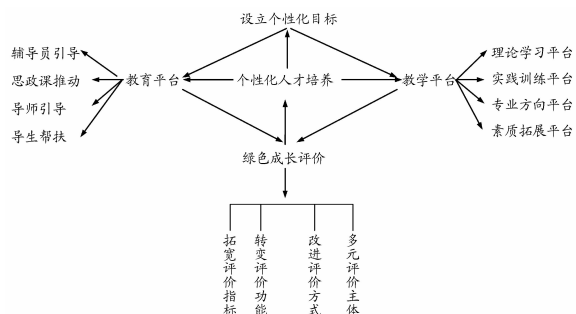 设立个性化目标
辅导员引导
思政课推动
导师引导
导生帮扶
教育平台
个性化人才培养
教学平台
理论学习平台
实践训练平台
专业方向平台
素质拓展平台
绿色成长评价
拓宽评价指标
转变评价功能
改进评价方式
多元评价主体